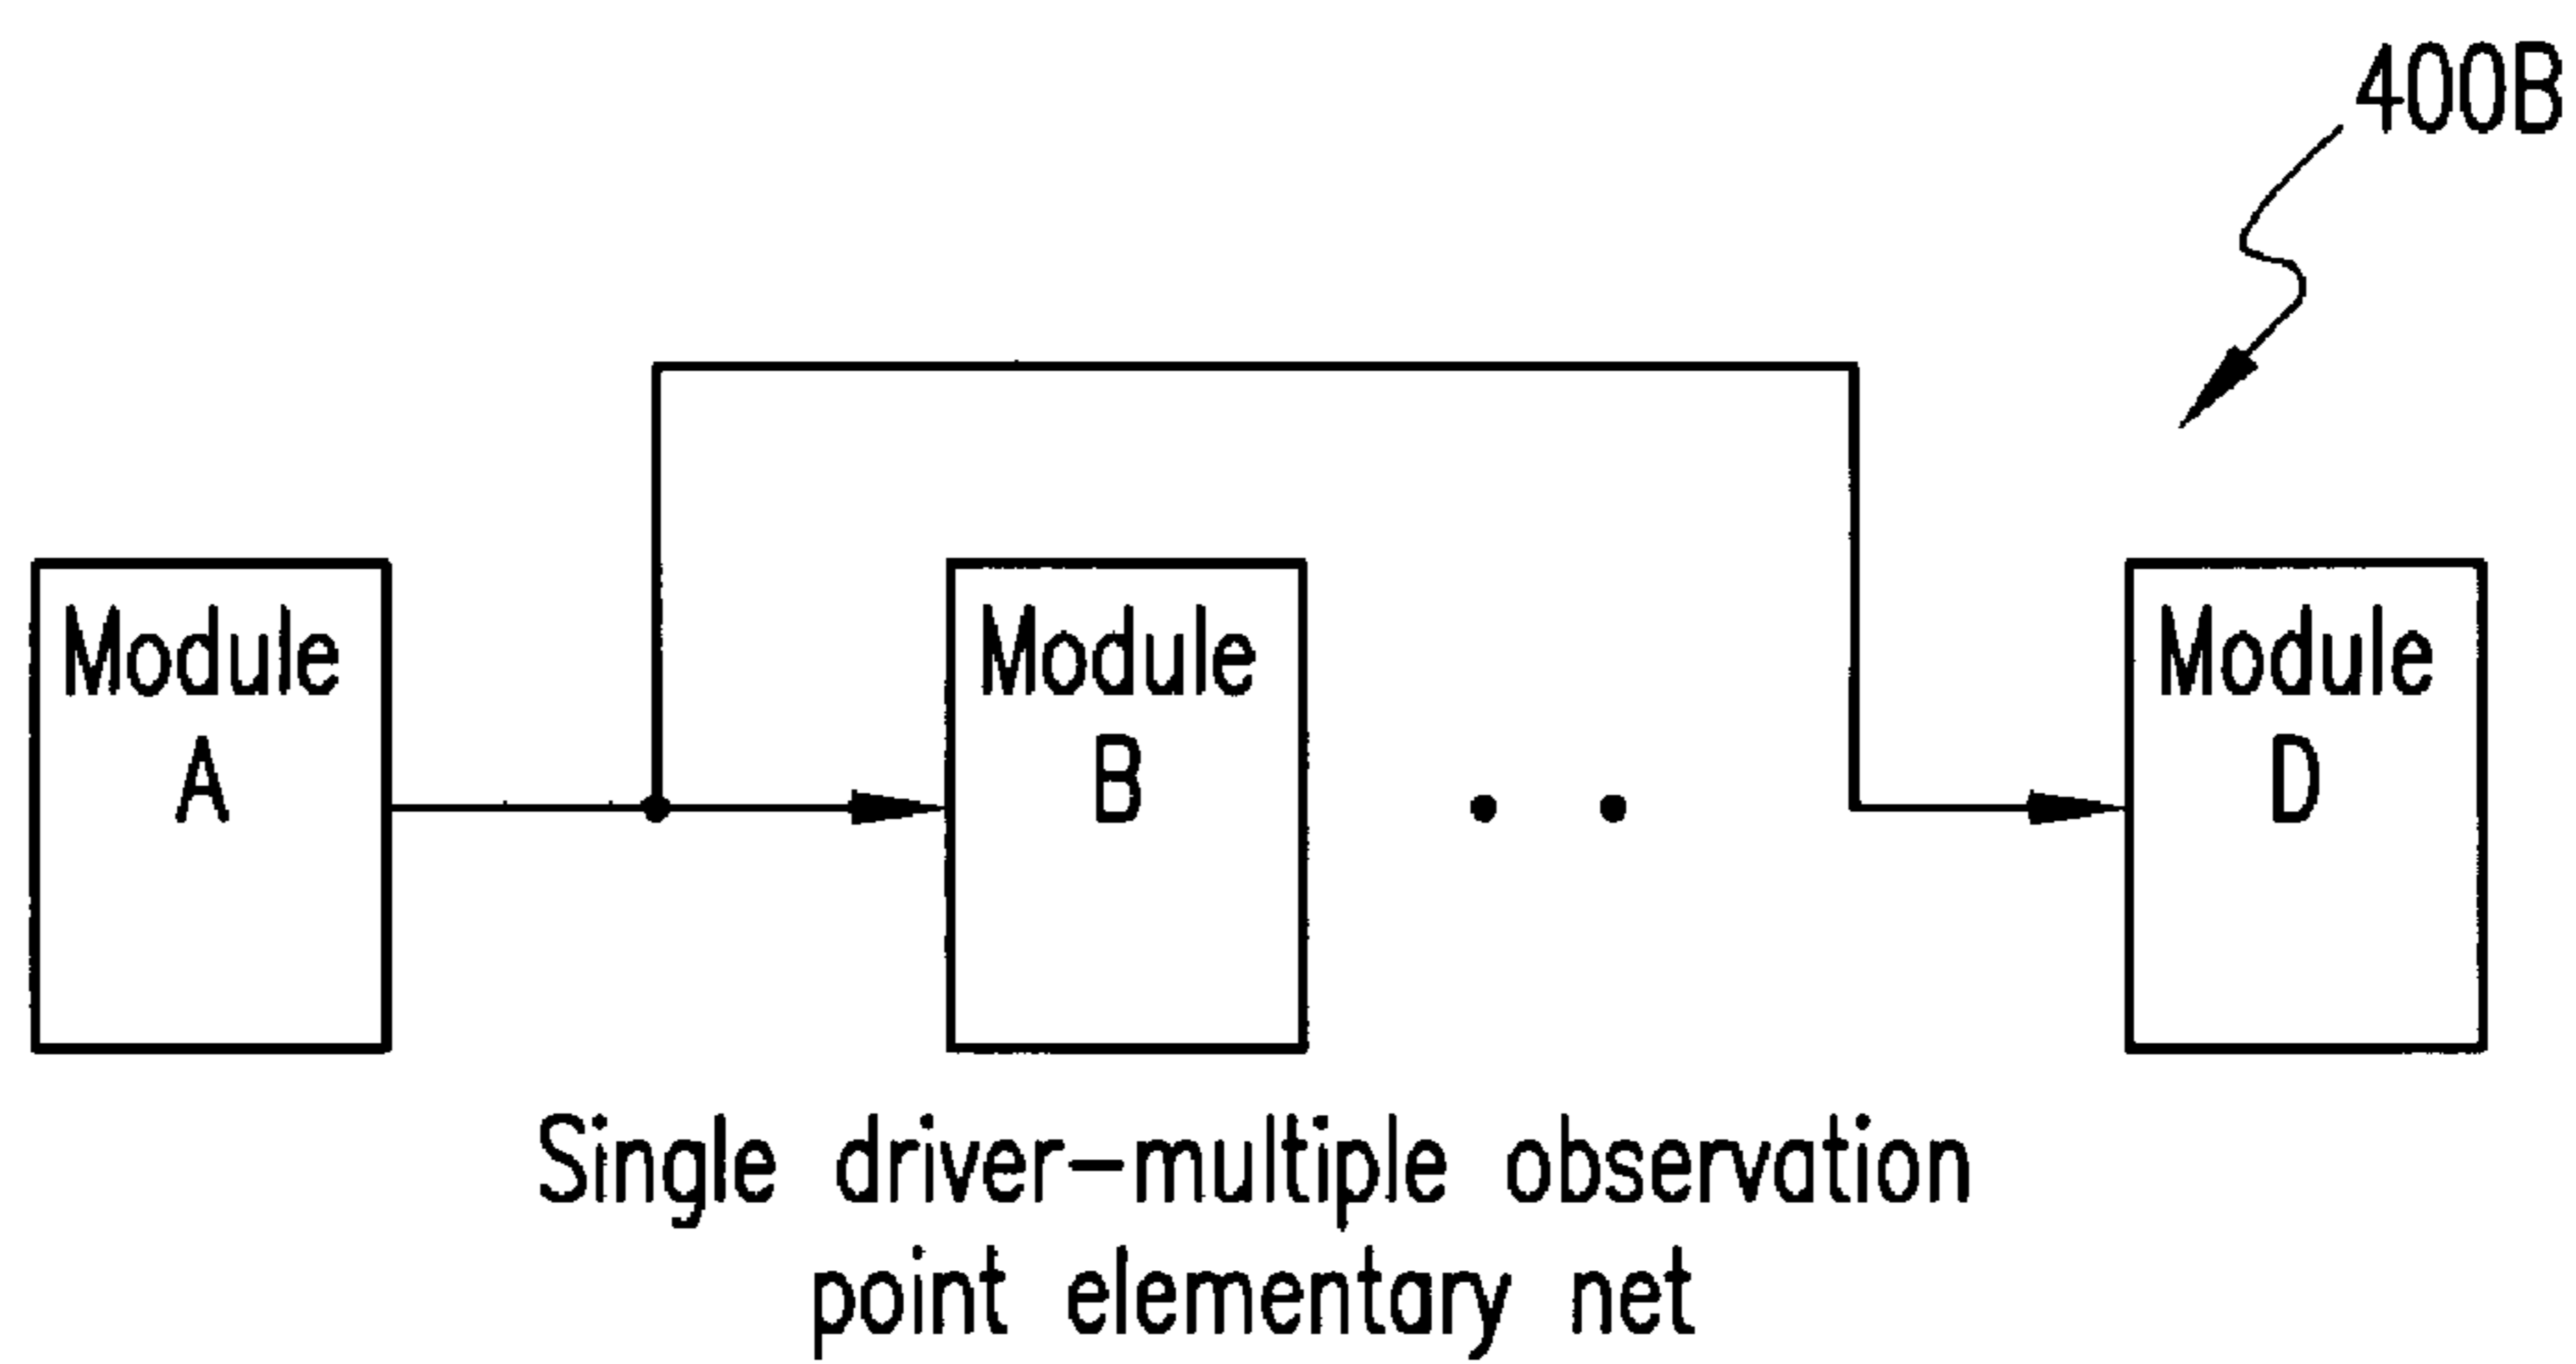 400B
Module
A
Module
B
Module
D
Single driver-multiple observation
point elementary net